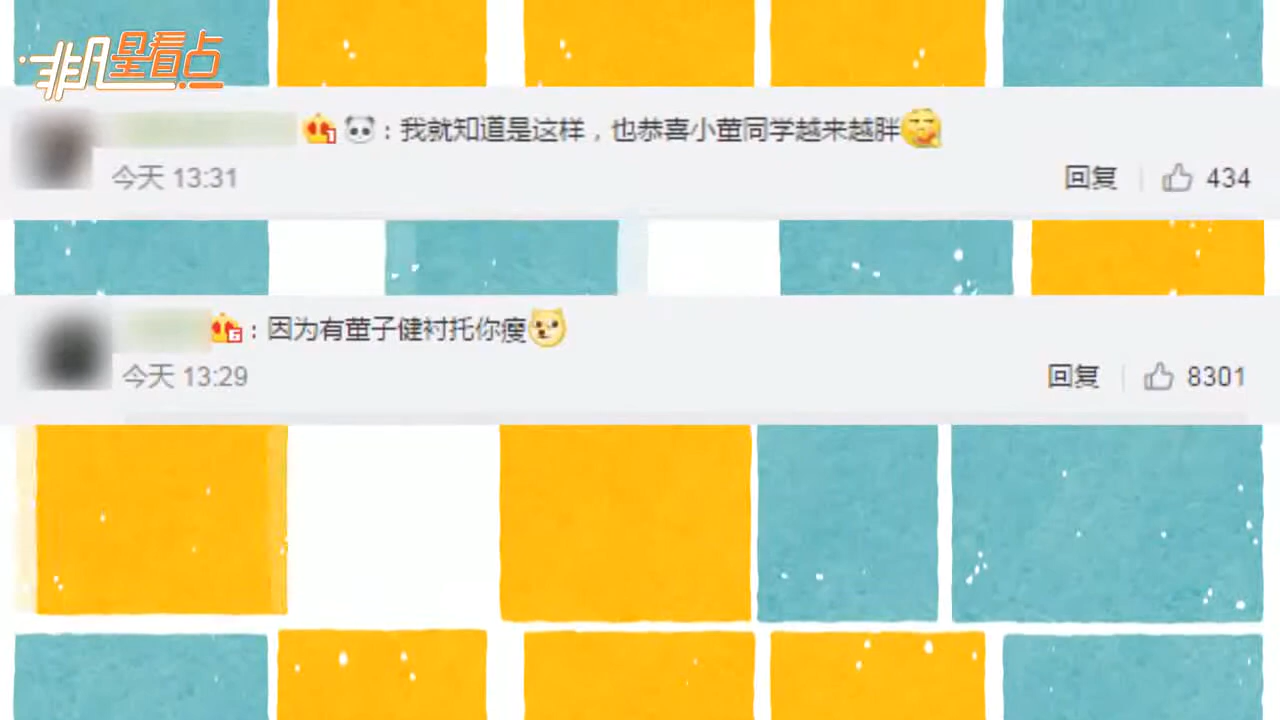 非凡星看点
：我就知道是这样，也恭喜小董同学越来越胖
今天 13:31
回复 434
：因为有董子健衬托你瘦
今天 13:29
回复 8301